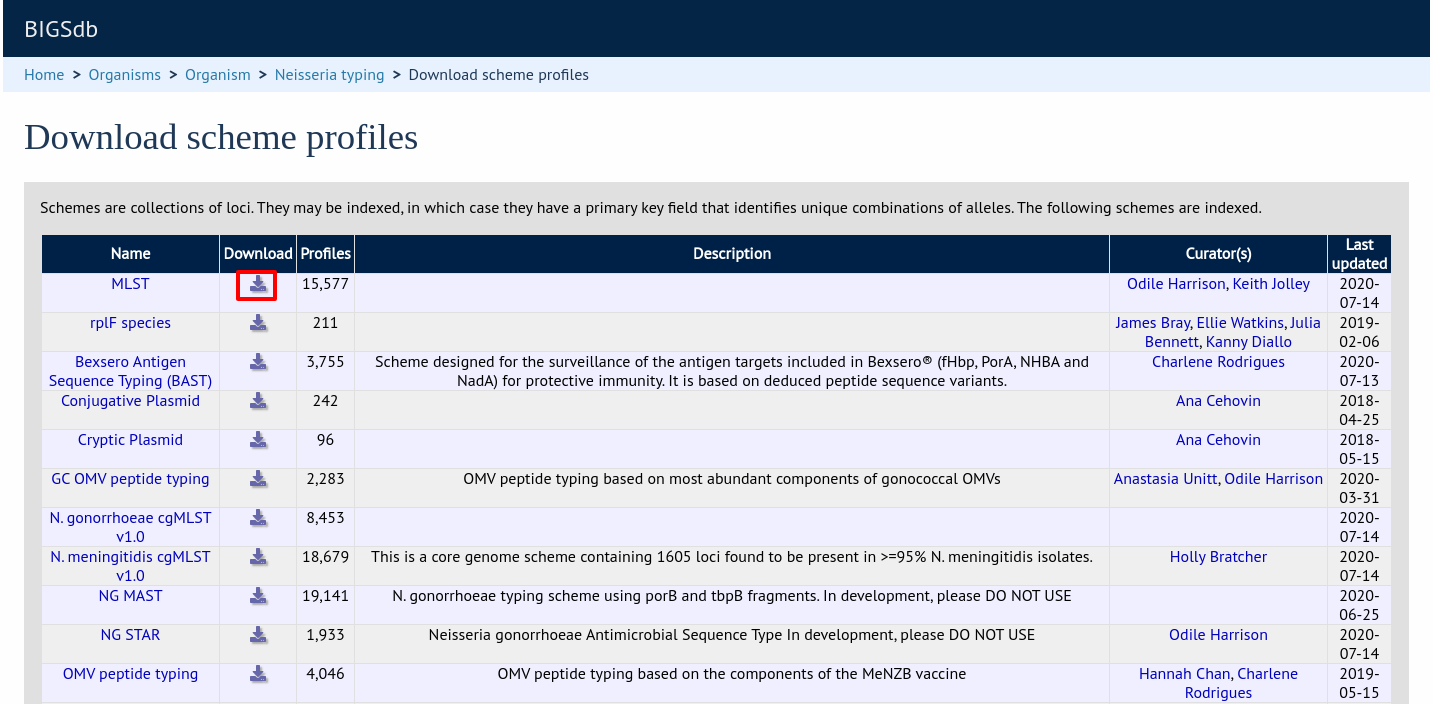 BIGSdb
Home > Organisms > Organism > Neisseria typing > Download scheme profiles
Download scheme profiles
Schemes are collections of loci. They may be indexed, in which case they have a primary key field that identifies unique combinations of alleles. The following schemes are indexed.
Name Download Profiles Description Curator(s) Last updated
MLST 15,577 Odile Harrison, Keith Jolley 2020-07-14
rplF species 211 James Bray, Ellie Watkins, Julia Bennett, Kanny Diallo 2019-02-06
Bexsero Antigen Sequence Typing (BAST) 3,755 Scheme designed for the surveillance of the antigen targets included in Bexsero® (fHbp, PorA, NHBA and NadA) for protective immunity. It is based on deduced peptide sequence variants. Charlene Rodrigues 2020-07-13
Conjugative Plasmid 242 Ana Cehovin 2018-04-25
Cryptic Plasmid 96 Ana Cehovin 2018-05-15
GC OMV peptide typing 2,283 OMV peptide typing based on most abundant components of gonococcal OMVs Anastasia Unitt, Odile Harrison 2020-03-31
N. gonorrhoeae cgMLST v1.0 8,453 2020-07-14
N. meningitidis cgMLST v1.0 18,679 This is a core genome scheme containing 1605 loci found to be present in >=95% N. meningitidis isolates. Holly Bratcher 2020-07-14
NG MAST 19,141 N. gonorrhoeae typing scheme using porB and tbpB fragments. In development, please DO NOT USE 2020-06-25
NG STAR 1,933 Neisseria gonorrhoeae Antimicrobial Sequence Type In development, please DO NOT USE Odile Harrison 2020-07-14
OMV peptide typing 4,046 OMV peptide typing based on the components of the MeNZB vaccine Hannah Chan, Charlene Rodrigues 2019-05-15